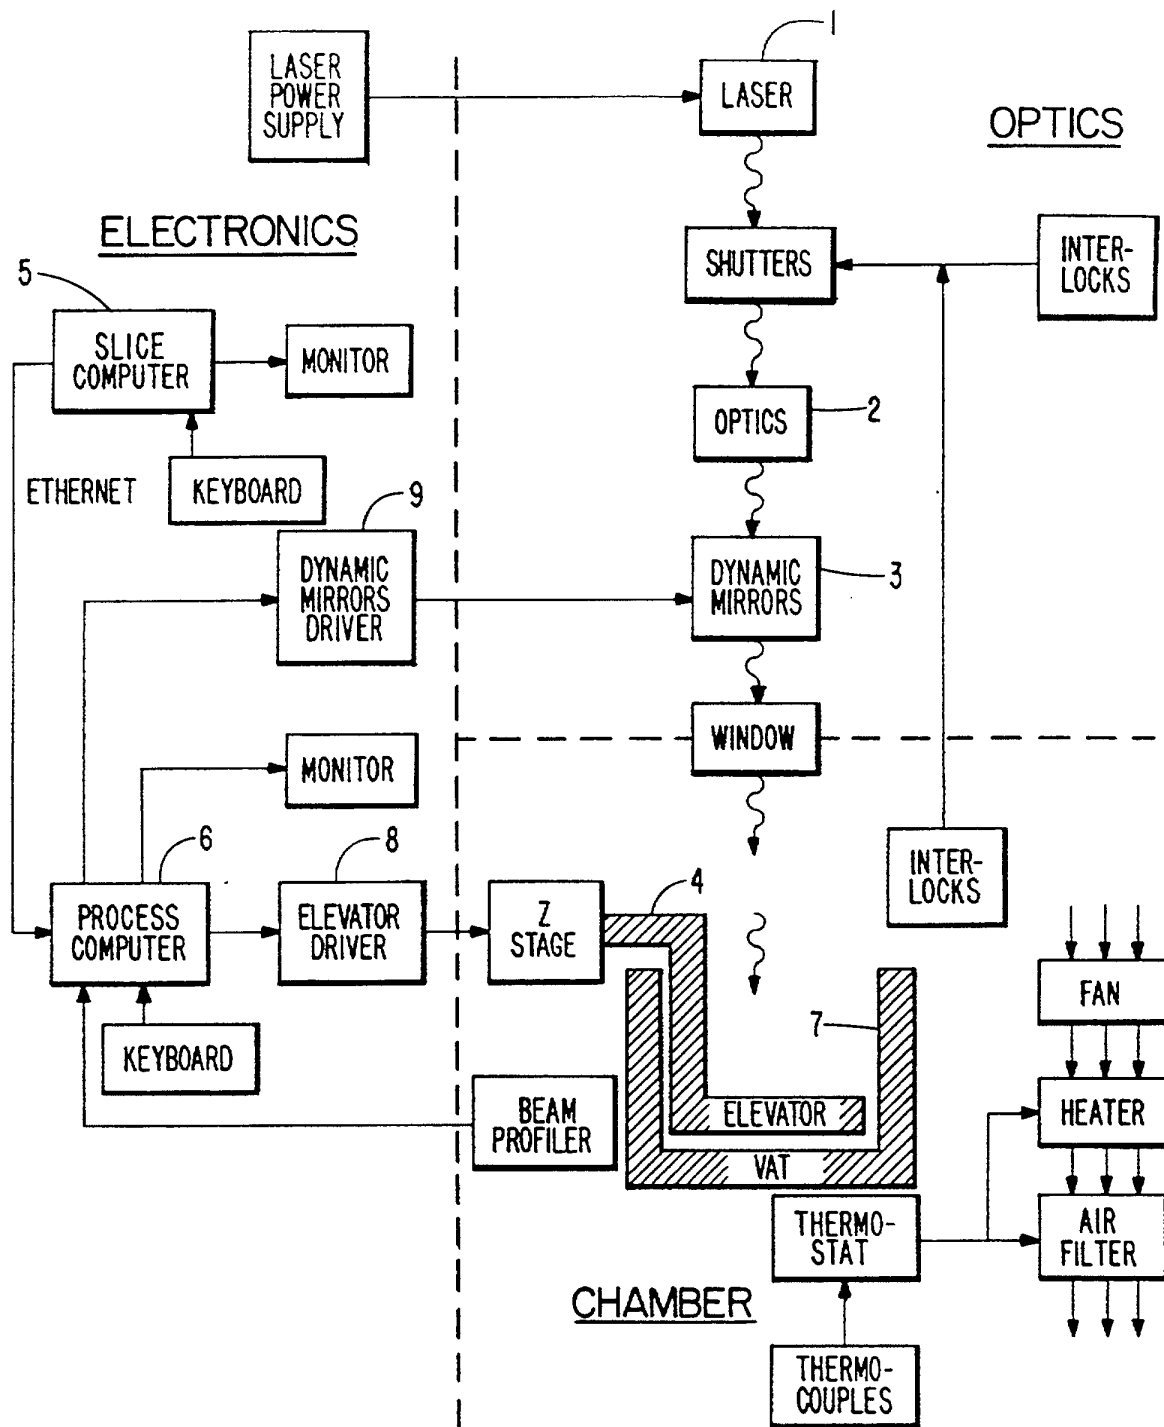 1
LASER
POWER
SUPPLY
LASER
OPTICS
ELECTRONICS
SHUTTERS
INTER-
LOCKS
5
SLICE
COMPUTER
MONITOR
OPTICS
2
ETHERNET
KEYBOARD
9
DYNAMIC
MIRRORS
DRIVER
DYNAMIC
MIRRORS
3
WINDOW
MONITOR
6
8
INTER-
LOCKS
PROCESS
COMPUTER
ELEVATOR
DRIVER
Z
STAGE
4
FAN
7
KEYBOARD
BEAM
PROFILER
ELEVATOR
HEATER
VAT
THERMO-
STAT
AIR
FILTER
CHAMBER
THERMO-
COUPLES